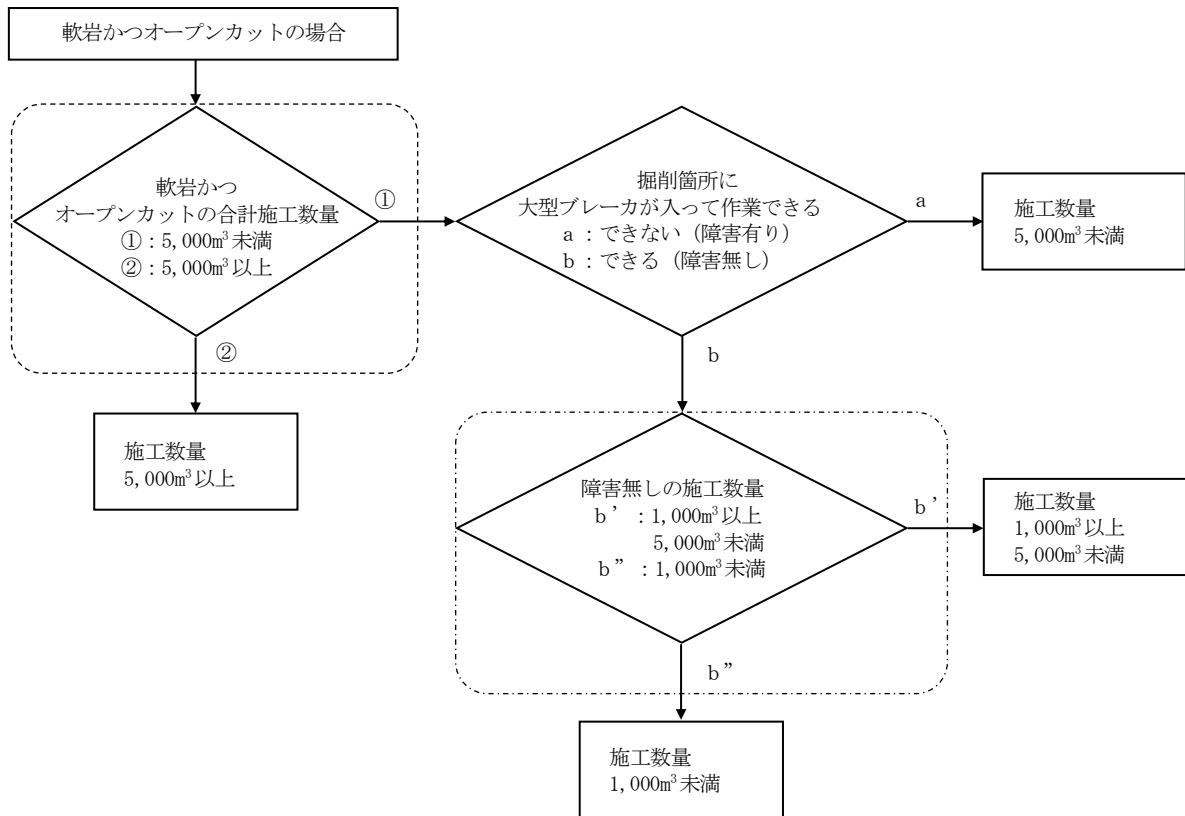 軟岩かつオープンカットの場合
軟岩かつ
オープンカットの合計施工数量
①：5,000m³未満
②：5,000m³以上
①
②
施工数量
5,000m³以上
掘削箇所に
大型ブレーカが入って作業できる
a：できない（障害有り）
b：できる（障害無し）
a
施工数量
5,000m³未満
b
障害無しの施工数量
b’：1,000m³以上
5,000m³未満
b”：1,000m³未満
b’
施工数量
1,000m³以上
5,000m³未満
b”
施工数量
1,000m³未満